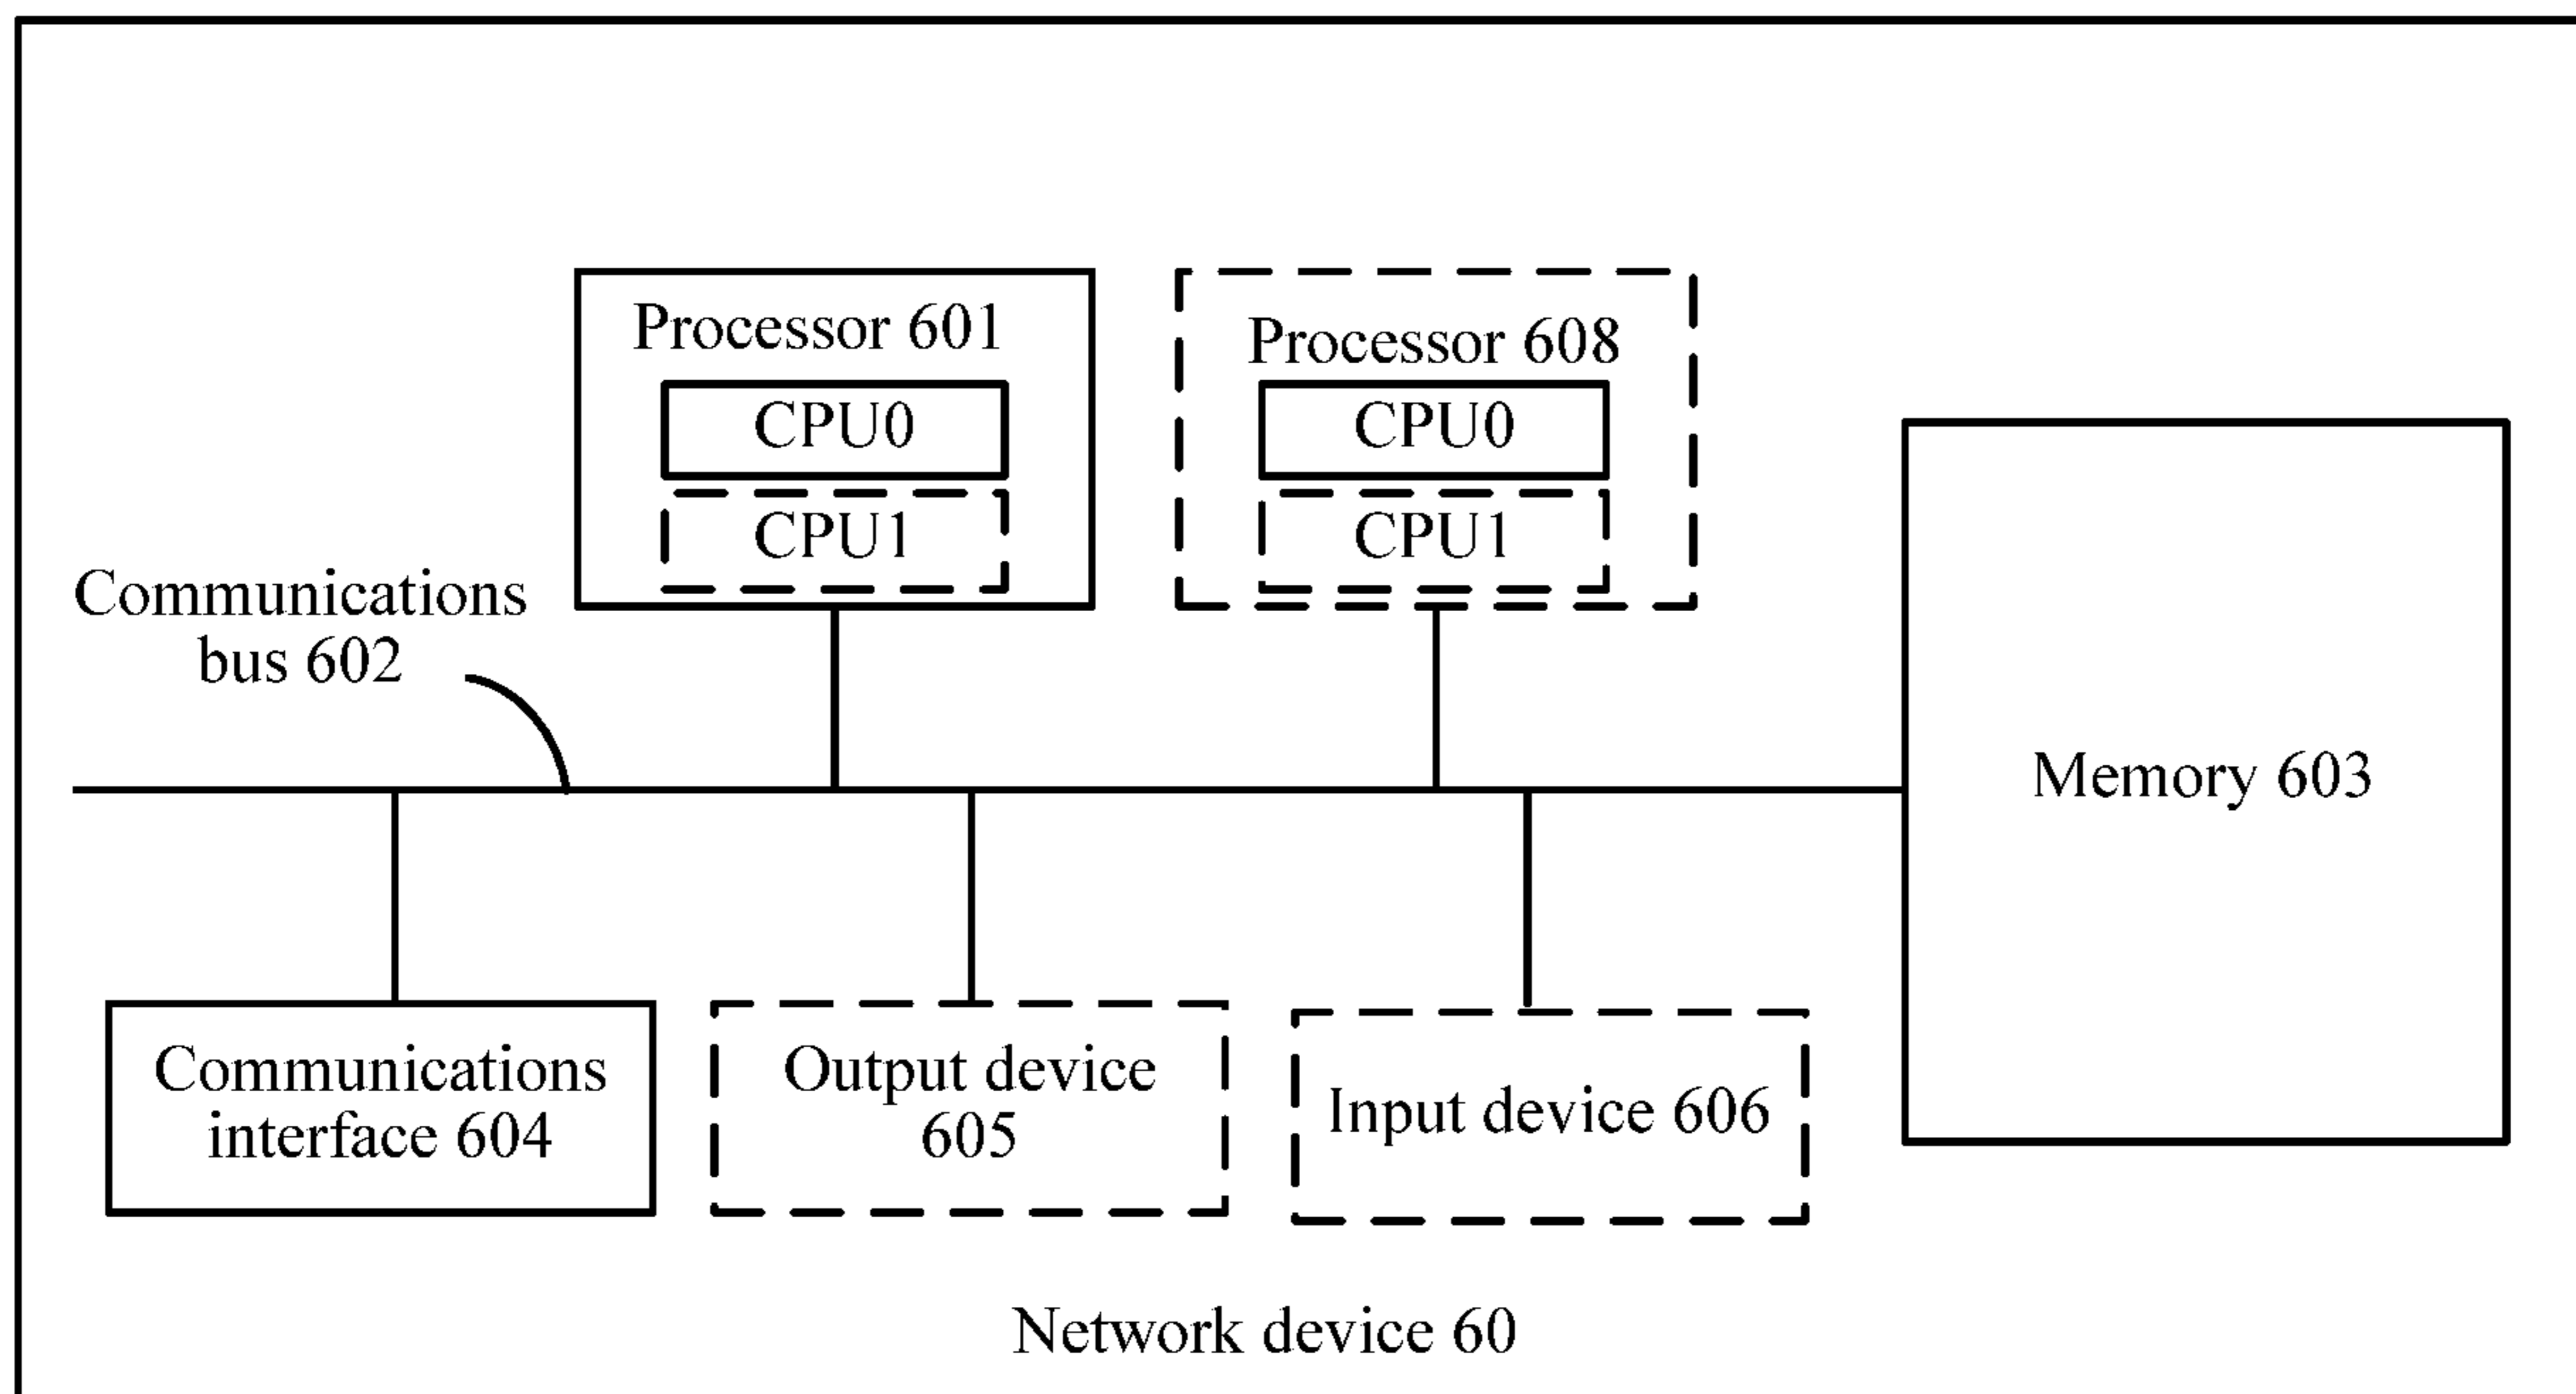 Processor 601
CPU0
CPU1
Processor 608
CPU0
CPU1
Communications
bus 602
Memory 603
Communications
interface 604
Output device
605
Input device 606
Network device 60